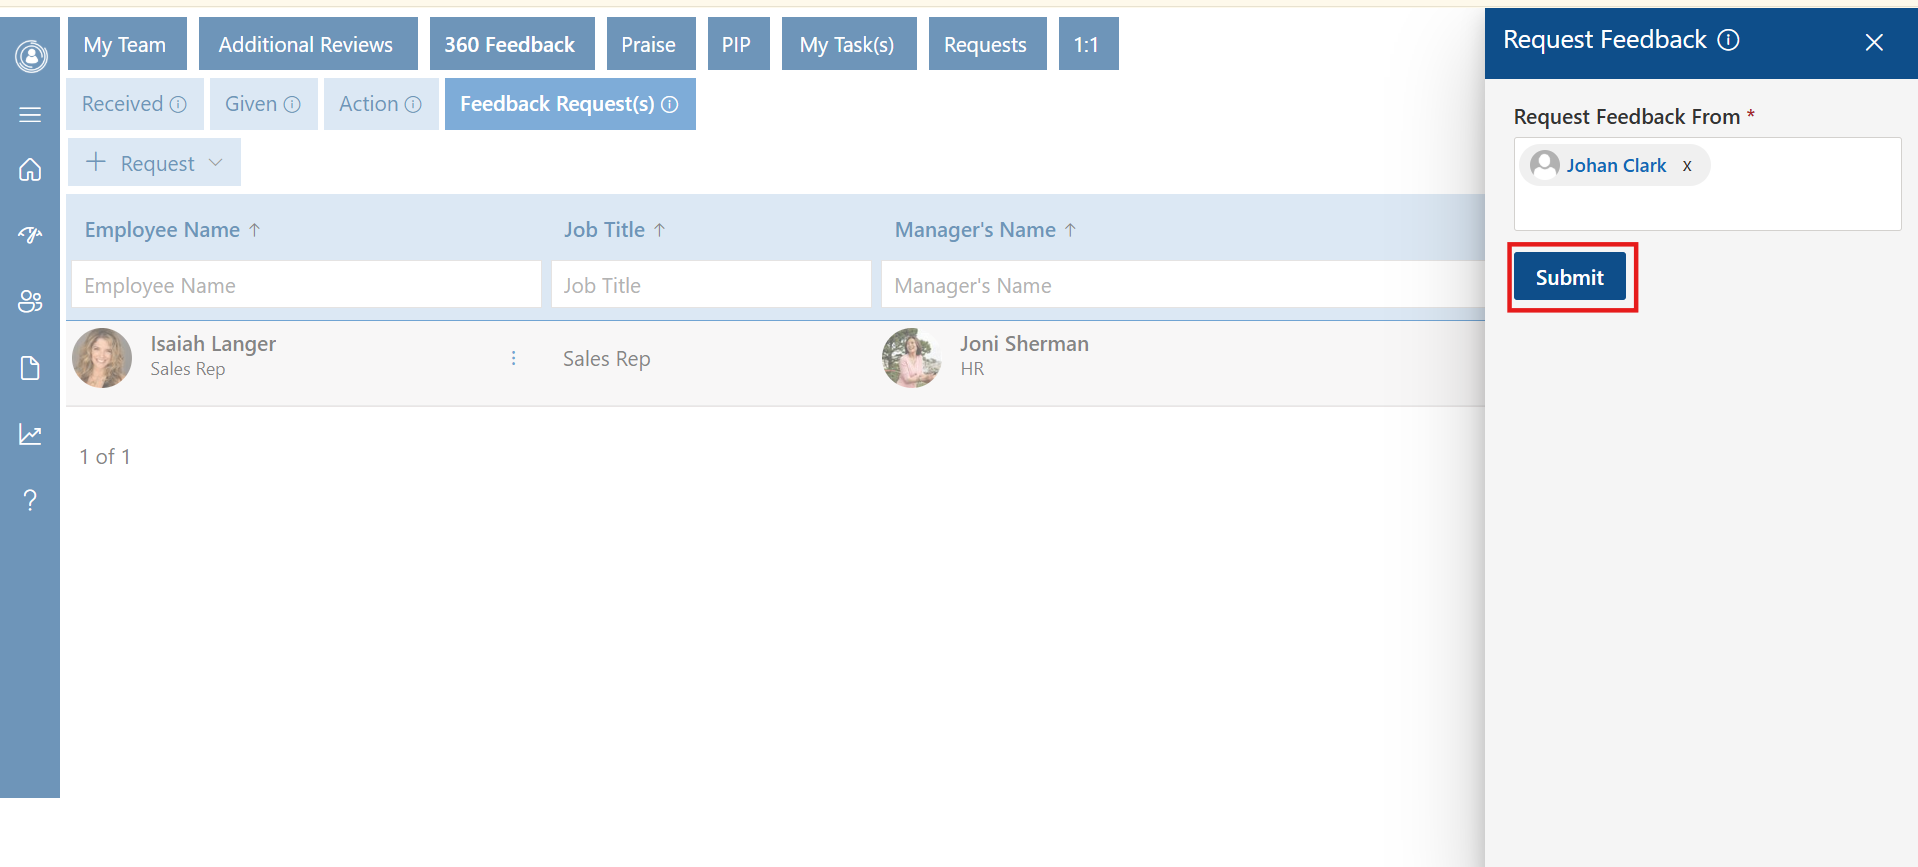 My Team Additional Reviews 360 Feedback Praise PIP My Task(s) Requests 1:1
Received Given Action Feedback Request(s)
Request
Employee Name ↑ Job Title ↑ Manager's Name ↑
Employee Name Job Title Manager's Name
Isaiah Langer
Sales Rep
Sales Rep
Joni Sherman
HR
1 of 1
Request Feedback
Request Feedback From *
Johan Clark x
Submit